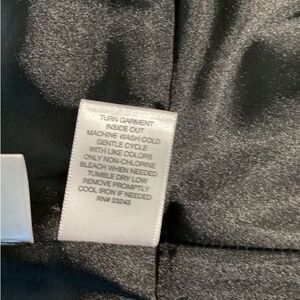 TURN GARMENT
INSIDE OUT
MACHINE WASH COLD
GENTLE CYCLE
WITH LIKE COLORS
ONLY NON-CHLORINE
BLEACH WHEN NEEDED
TUMBLE DRY LOW
REMOVE PROMPTLY
COOL IRON IF NEEDED
RN# 23243